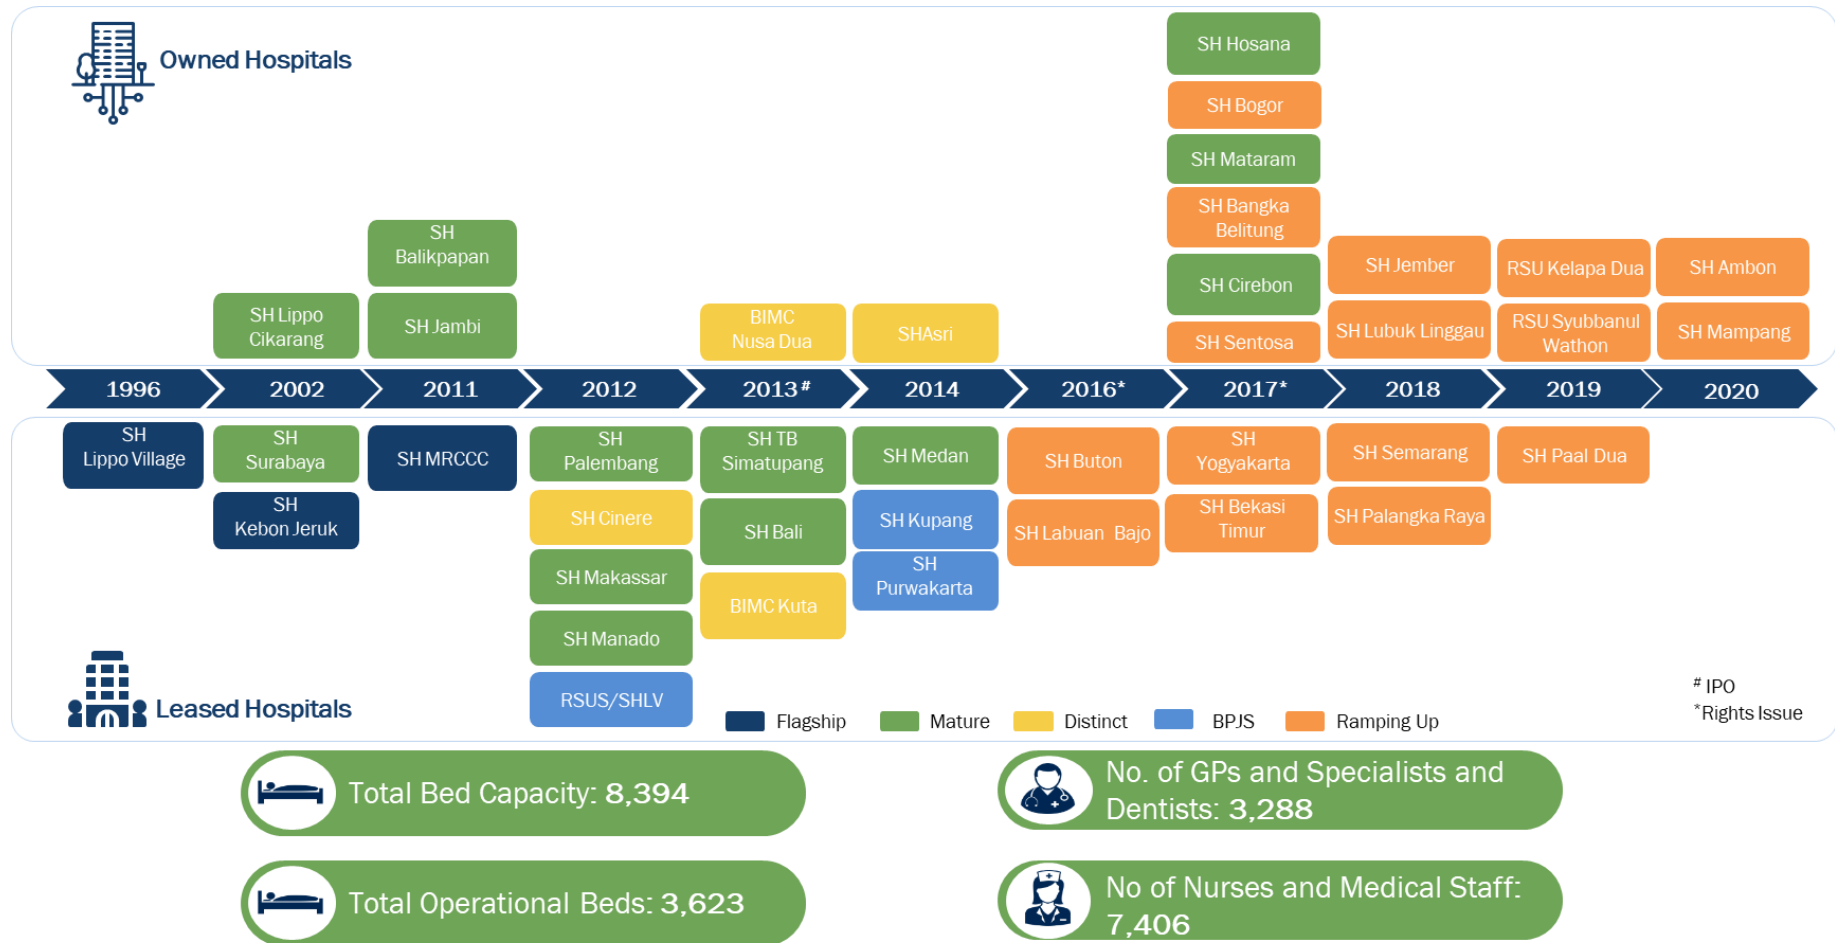 Owned Hospitals
SH Hosana
SH Bogor
SH Mataram
SH Bangka
Belitung
SH Cirebon
SH Sentosa
SH
Balikpapan
SH Jambi
SH Lippo
Cikarang
BIMC
Nusa Dua
SHAsri
SH Jember
SH Lubuk Linggau
RSU Kelapa Dua
RSU Syubbanul
Wathon
SH Ambon
SH Mampang
1996
2002
2011
2012
2013#
2014
2016*
2017*
2018
2019
2020
SH
Lippo Village
SH
Surabaya
SH
Kebon Jeruk
SH MRCCC
SH
Palembang
SH Cinere
SH Makassar
SH Manado
RSUS/SHLV
SH TB
Simatupang
SH Bali
BIMC Kuta
SH Medan
SH Kupang
SH
Purwakarta
SH Buton
SH Labuan Bajo
SH
Yogyakarta
SH Bekasi
Timur
SH Semarang
SH Palangka Raya
SH Paal Dua
Leased Hospitals
Flagship
Mature
Distinct
BPJS
Ramping Up
# IPO
*Rights Issue
Total Bed Capacity: 8,394
No. of GPs and Specialists and
Dentists: 3,288
Total Operational Beds: 3,623
No of Nurses and Medical Staff:
7,406